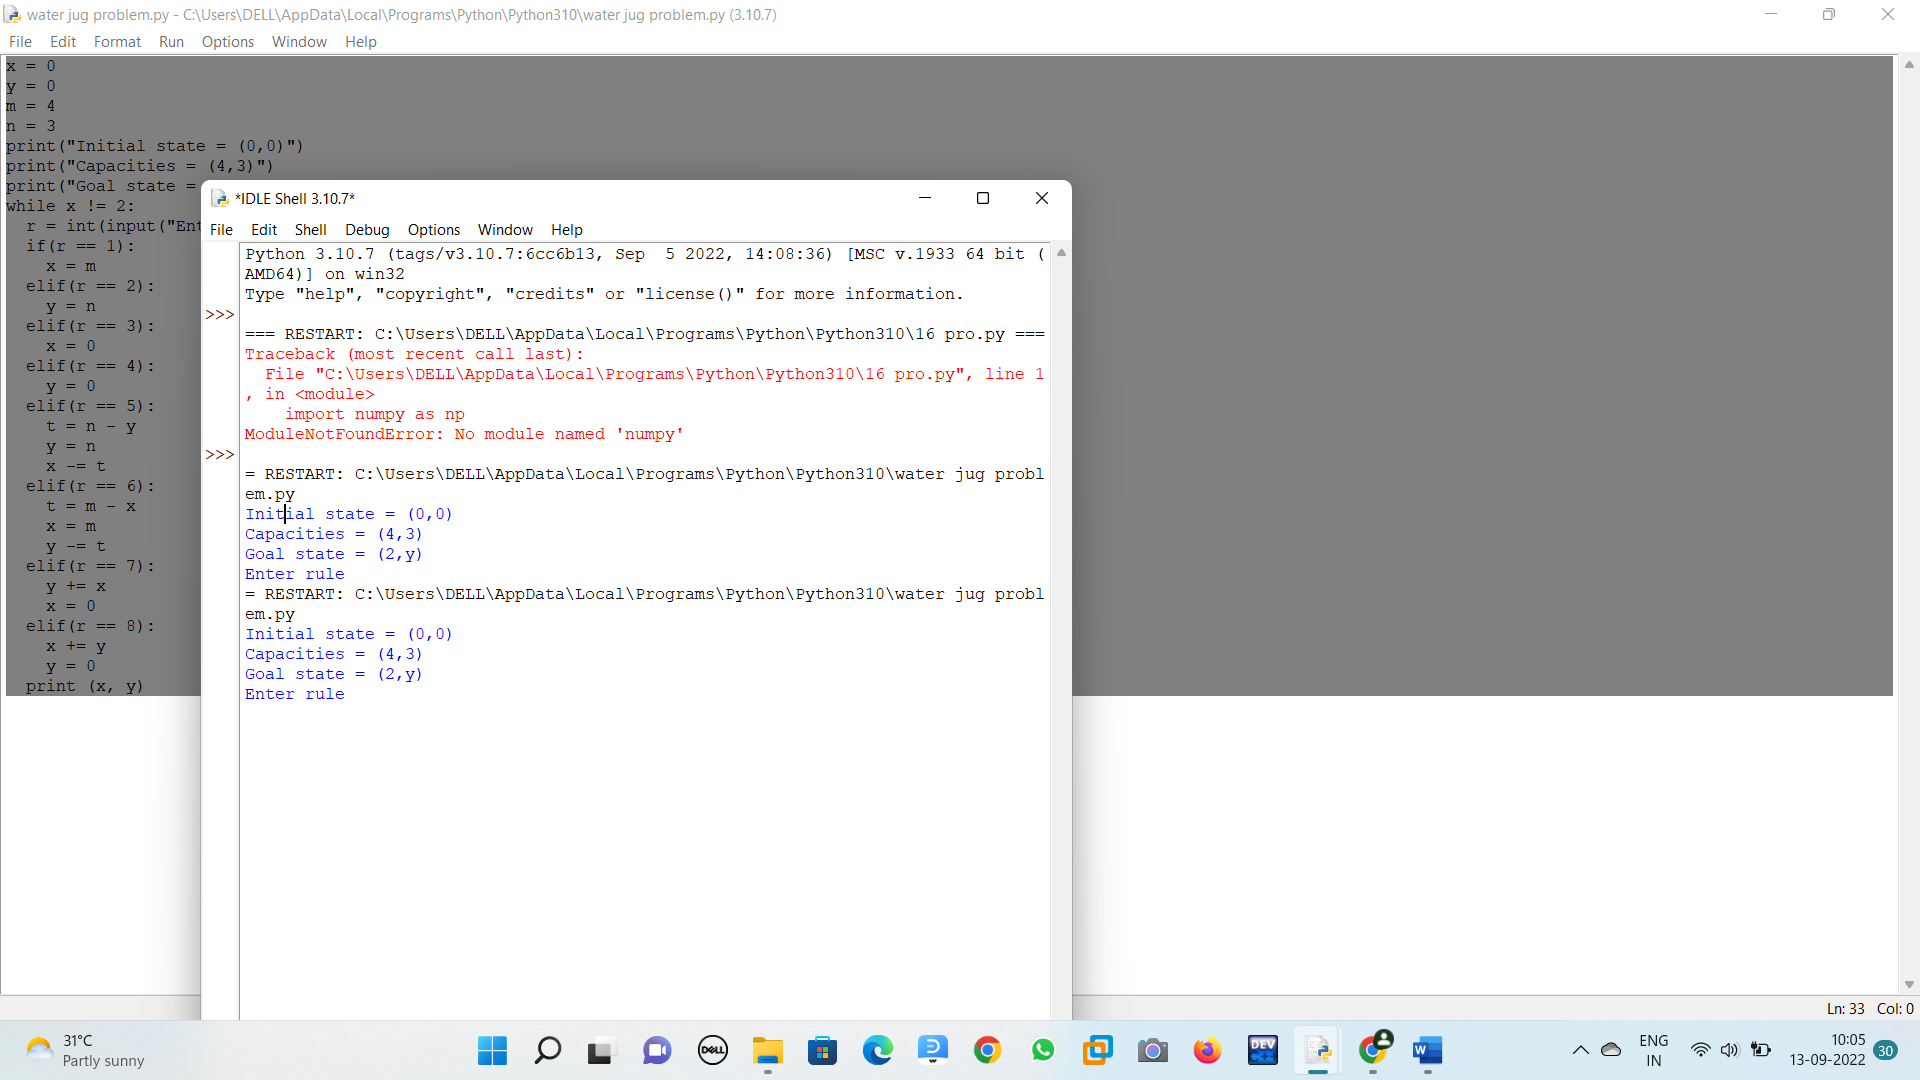 water jug problem.py - C:\Users\DELL\AppData\Local\Programs\Python\Python310\water jug problem.py (3.10.7)
File Edit Format Run Options Window Help
x = 0
y = 0
m = 4
n = 3
print("Initial state = (0,0)")
print("Capacities = (4,3)")
print("Goal state =
while x != 2:
r = int(input("Ent
if(r == 1):
x = m
elif(r == 2):
y = n
elif(r == 3):
x = 0
elif(r == 4):
y = 0
elif(r == 5):
t = n - y
y = n
x -= t
elif(r == 6):
t = m - x
x = m
y -= t
elif(r == 7):
y += x
x = 0
elif(r == 8):
x += y
y = 0
print (x, y)
*IDLE Shell 3.10.7*
File Edit Shell Debug Options Window Help
Python 3.10.7 (tags/v3.10.7:6cc6b13, Sep  5 2022, 14:08:36) [MSC v.1933 64 bit (
AMD64)] on win32
Type "help", "copyright", "credits" or "license()" for more information.
>>>
=== RESTART: C:\Users\DELL\AppData\Local\Programs\Python\Python310\16 pro.py ===
Traceback (most recent call last):
File "C:\Users\DELL\AppData\Local\Programs\Python\Python310\16 pro.py", line 1
, in <module>
import numpy as np
ModuleNotFoundError: No module named 'numpy'
>>>
= RESTART: C:\Users\DELL\AppData\Local\Programs\Python\Python310\water jug probl
em.py
Initial state = (0,0)
Capacities = (4,3)
Goal state = (2,y)
Enter rule
= RESTART: C:\Users\DELL\AppData\Local\Programs\Python\Python310\water jug probl
em.py
Initial state = (0,0)
Capacities = (4,3)
Goal state = (2,y)
Enter rule
Ln: 33 Col: 0
31°C
Partly sunny
DELL
DEV
C++
W
ENG
IN
10:05
13-09-2022
30